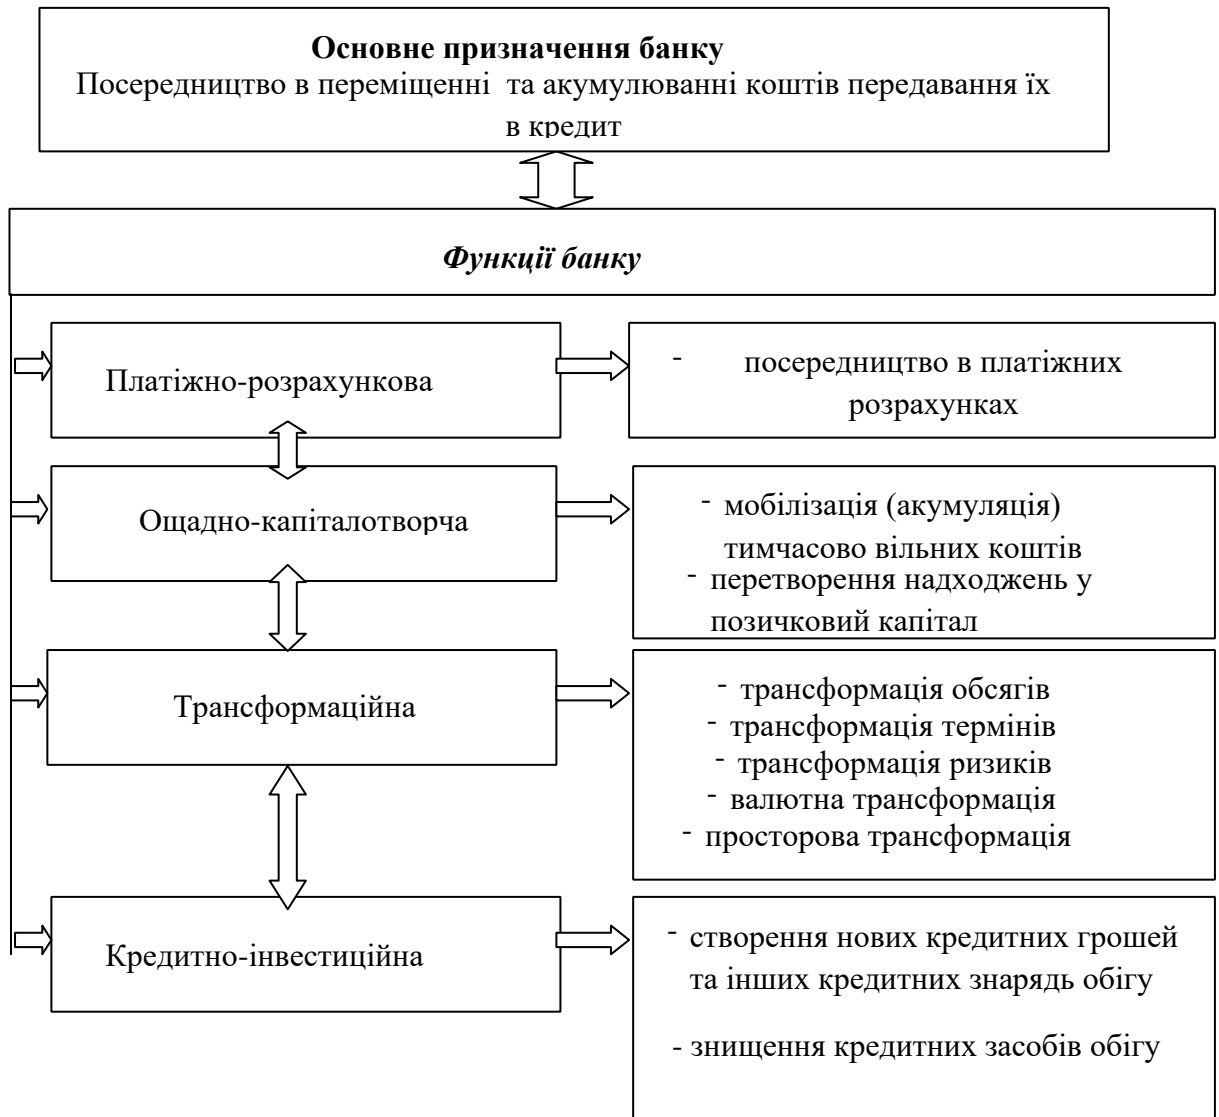 Основне призначення банку
Посередництво в переміщенні та акумулюванні коштів передавання їх
в кредит
Функції банку
Платіжно-розрахункова
- посередництво в платіжних
розрахунках
Ощадно-капіталотворча
- мобілізація (акумуляція)
тимчасово вільних коштів
- перетворення надходжень у
позичковий капітал
Трансформаційна
- трансформація обсягів
- трансформація термінів
- трансформація ризиків
- валютна трансформація
- просторова трансформація
Кредитно-інвестиційна
- створення нових кредитних грошей
та інших кредитних знарядь обігу
- знищення кредитних засобів обігу